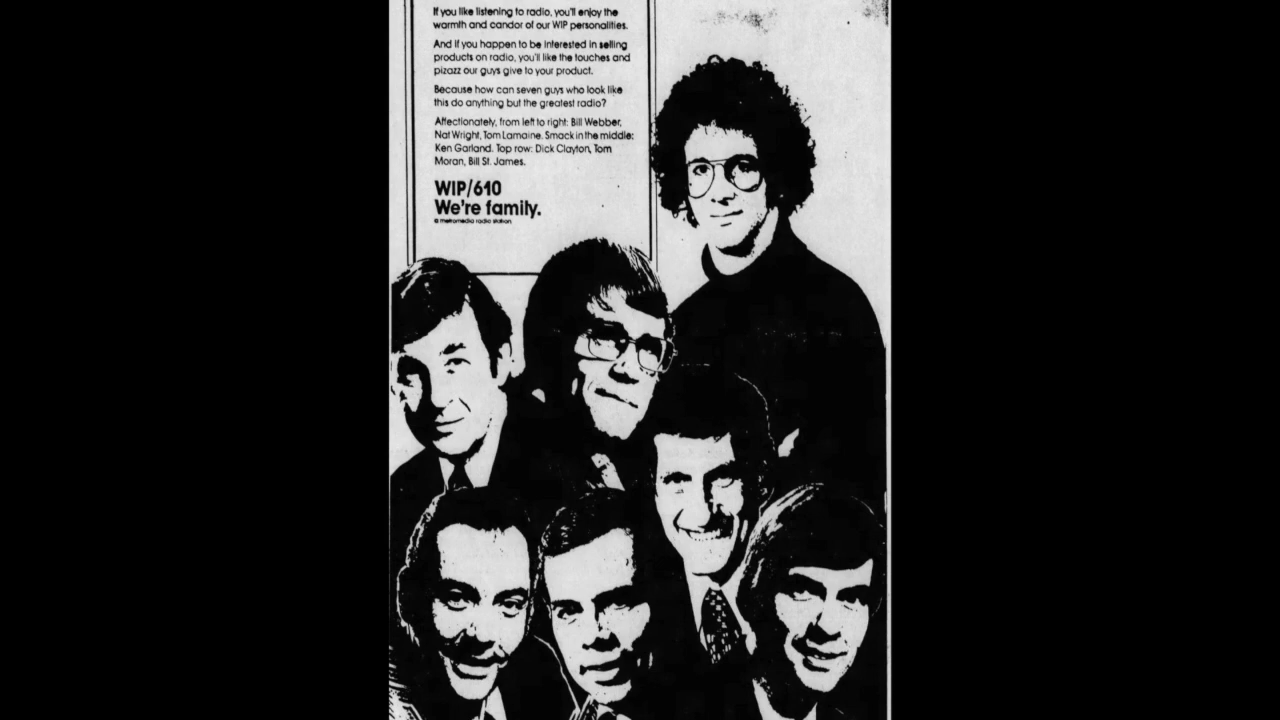 If you like listening to radio, you'll enjoy the
warmth and candor of our WIP personalities.
And if you happen to be interested in selling
products on radio, you'll like the touches and
pizazz our guys give to your product.
Because how can seven guys who look like
this do anything but the greatest radio?
Affectionately, from left to right: Bill Webber,
Nat Wright, Tom Lamaine. Smack in the middle:
Ken Garland. Top row: Dick Clayton, Tom
Moran, Bill St. James.
WIP/610
We're family.
a metromedia radio station